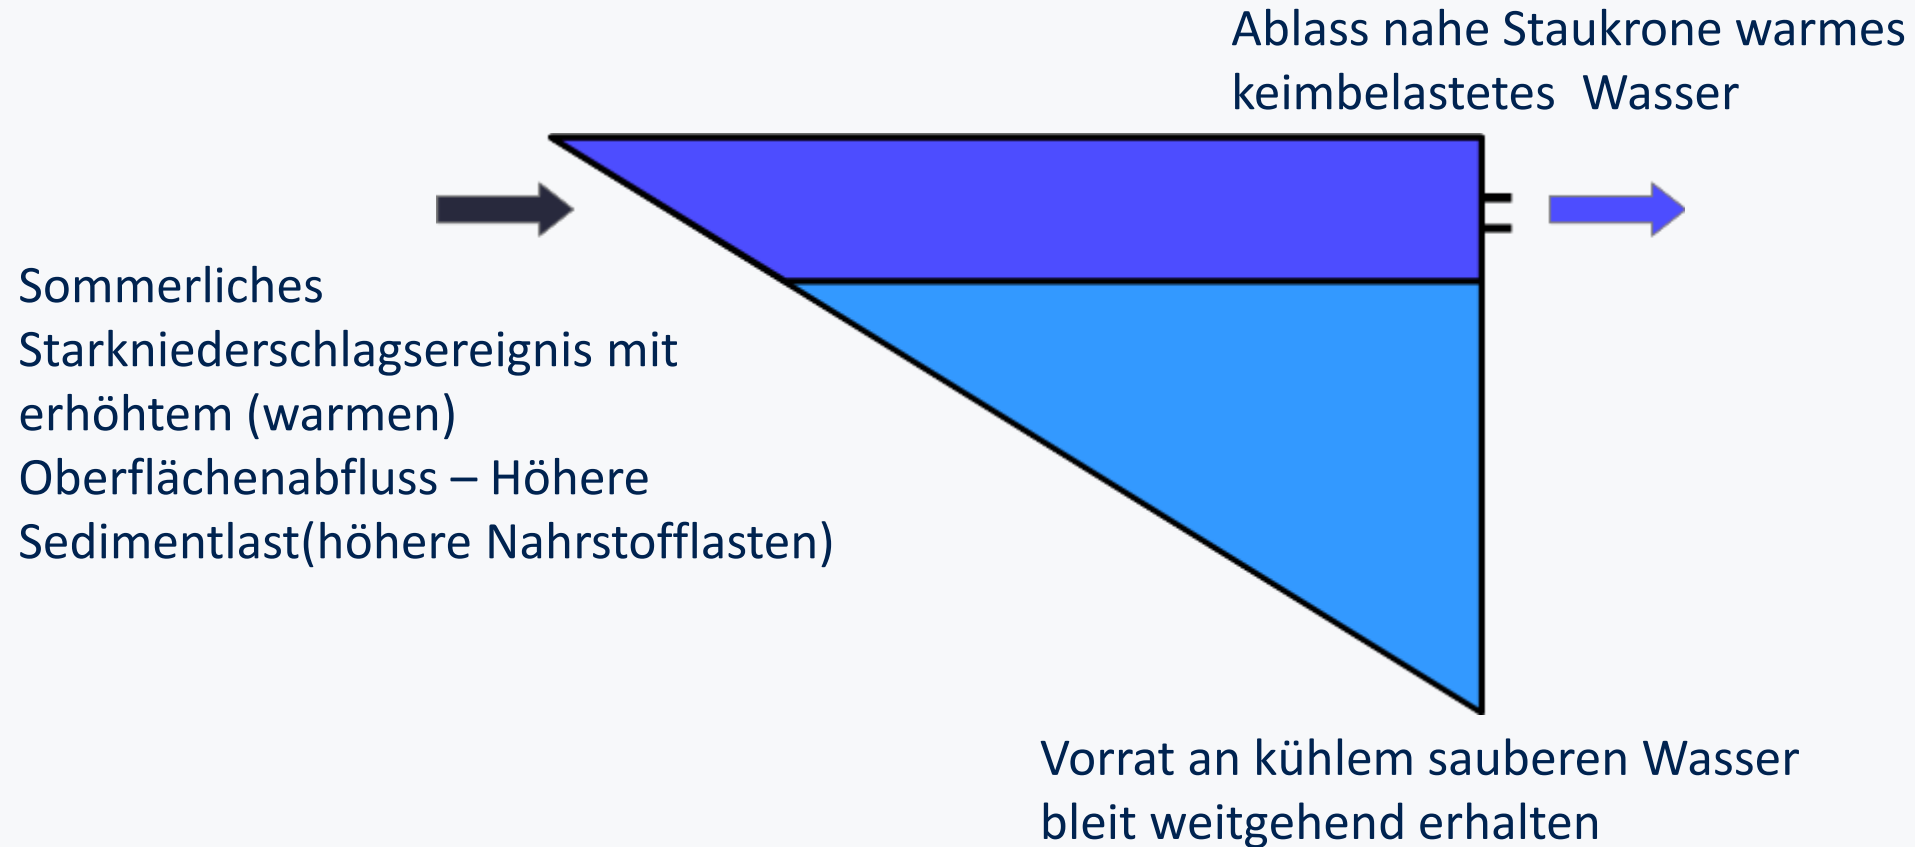 Ablass nahe Staukrone warmes
keimbelastetes  Wasser
Sommerliches
Starkniederschlagsereignis mit
erhöhtem (warmen)
Oberflächenabfluss – Höhere
Sedimentlast(höhere Nahrstofflasten)
Vorrat an kühlem sauberen Wasser
bleit weitgehend erhalten